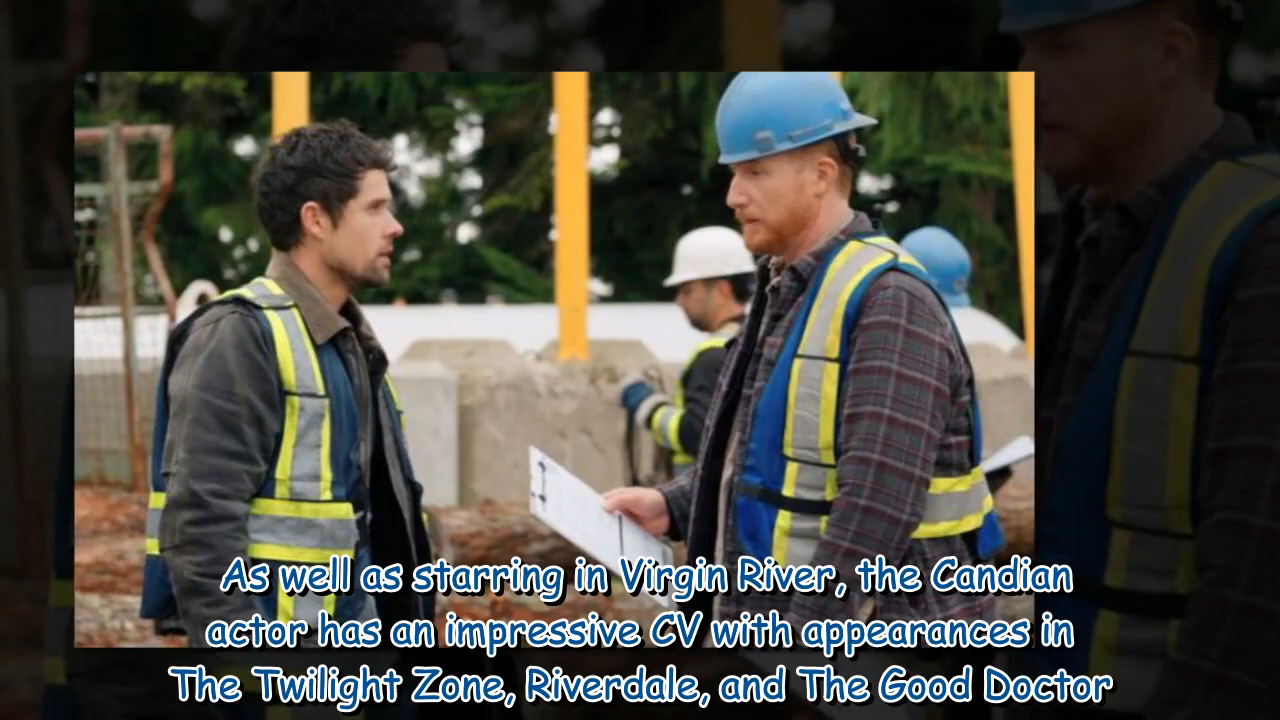 As well as starring in Virgin River, the Candian
actor has an impressive CV with appearances in
The Twilight Zone, Riverdale, and The Good Doctor